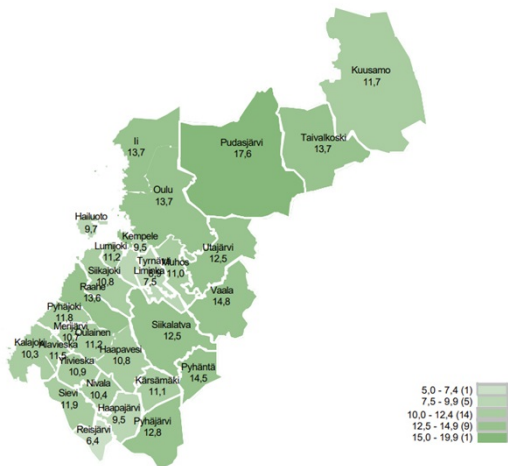 Kuusamo
11,7
Ii
13,7
Pudasjärvi
17,6
Taivalkoski
13,7
Oulu
13,7
Hailuoto
9,7
Kempele
9,5
Lumijoki
11,2
Tyrnävä
8,9
Liminka
7,5
Muhos
11,0
Utajärvi
12,5
Siikajoki
10,8
Raahe
13,6
Vaala
14,8
Pyhäjoki
11,8
Merijärvi
10,7
Oulainen
11,2
Siikalatva
12,5
Kalajoki
10,3
Alavieska
11,5
Haapavesi
10,8
Ylivieska
10,9
Pyhäntä
14,5
Nivala
10,4
Kärsämäki
11,1
Sievi
11,9
Haapajärvi
9,5
Reisjärvi
6,4
Pyhäjärvi
12,8
5,0 - 7,4 (1)
7,5 - 9,9 (5)
10,0 - 12,4 (14)
12,5 - 14,9 (9)
15,0 - 19,9 (1)